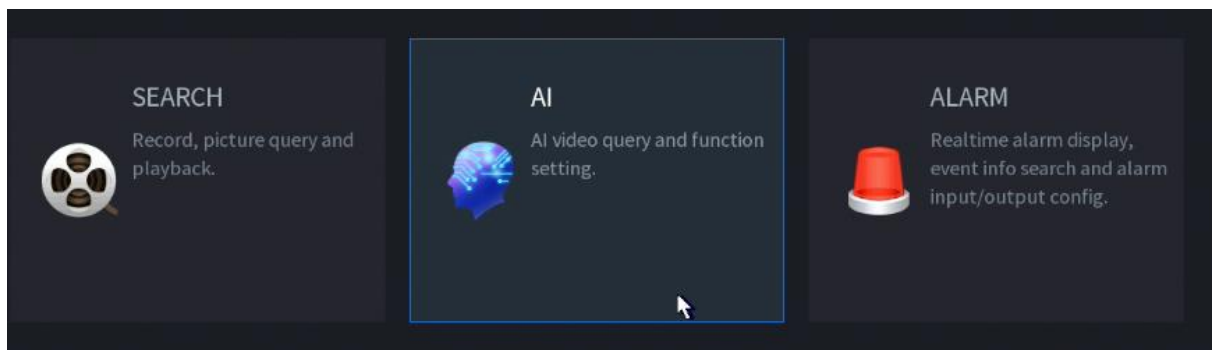 SEARCH
Record, picture query and
playback.
AI
AI video query and function
setting.
ALARM
Realtime alarm display,
event info search and alarm
input/output config.